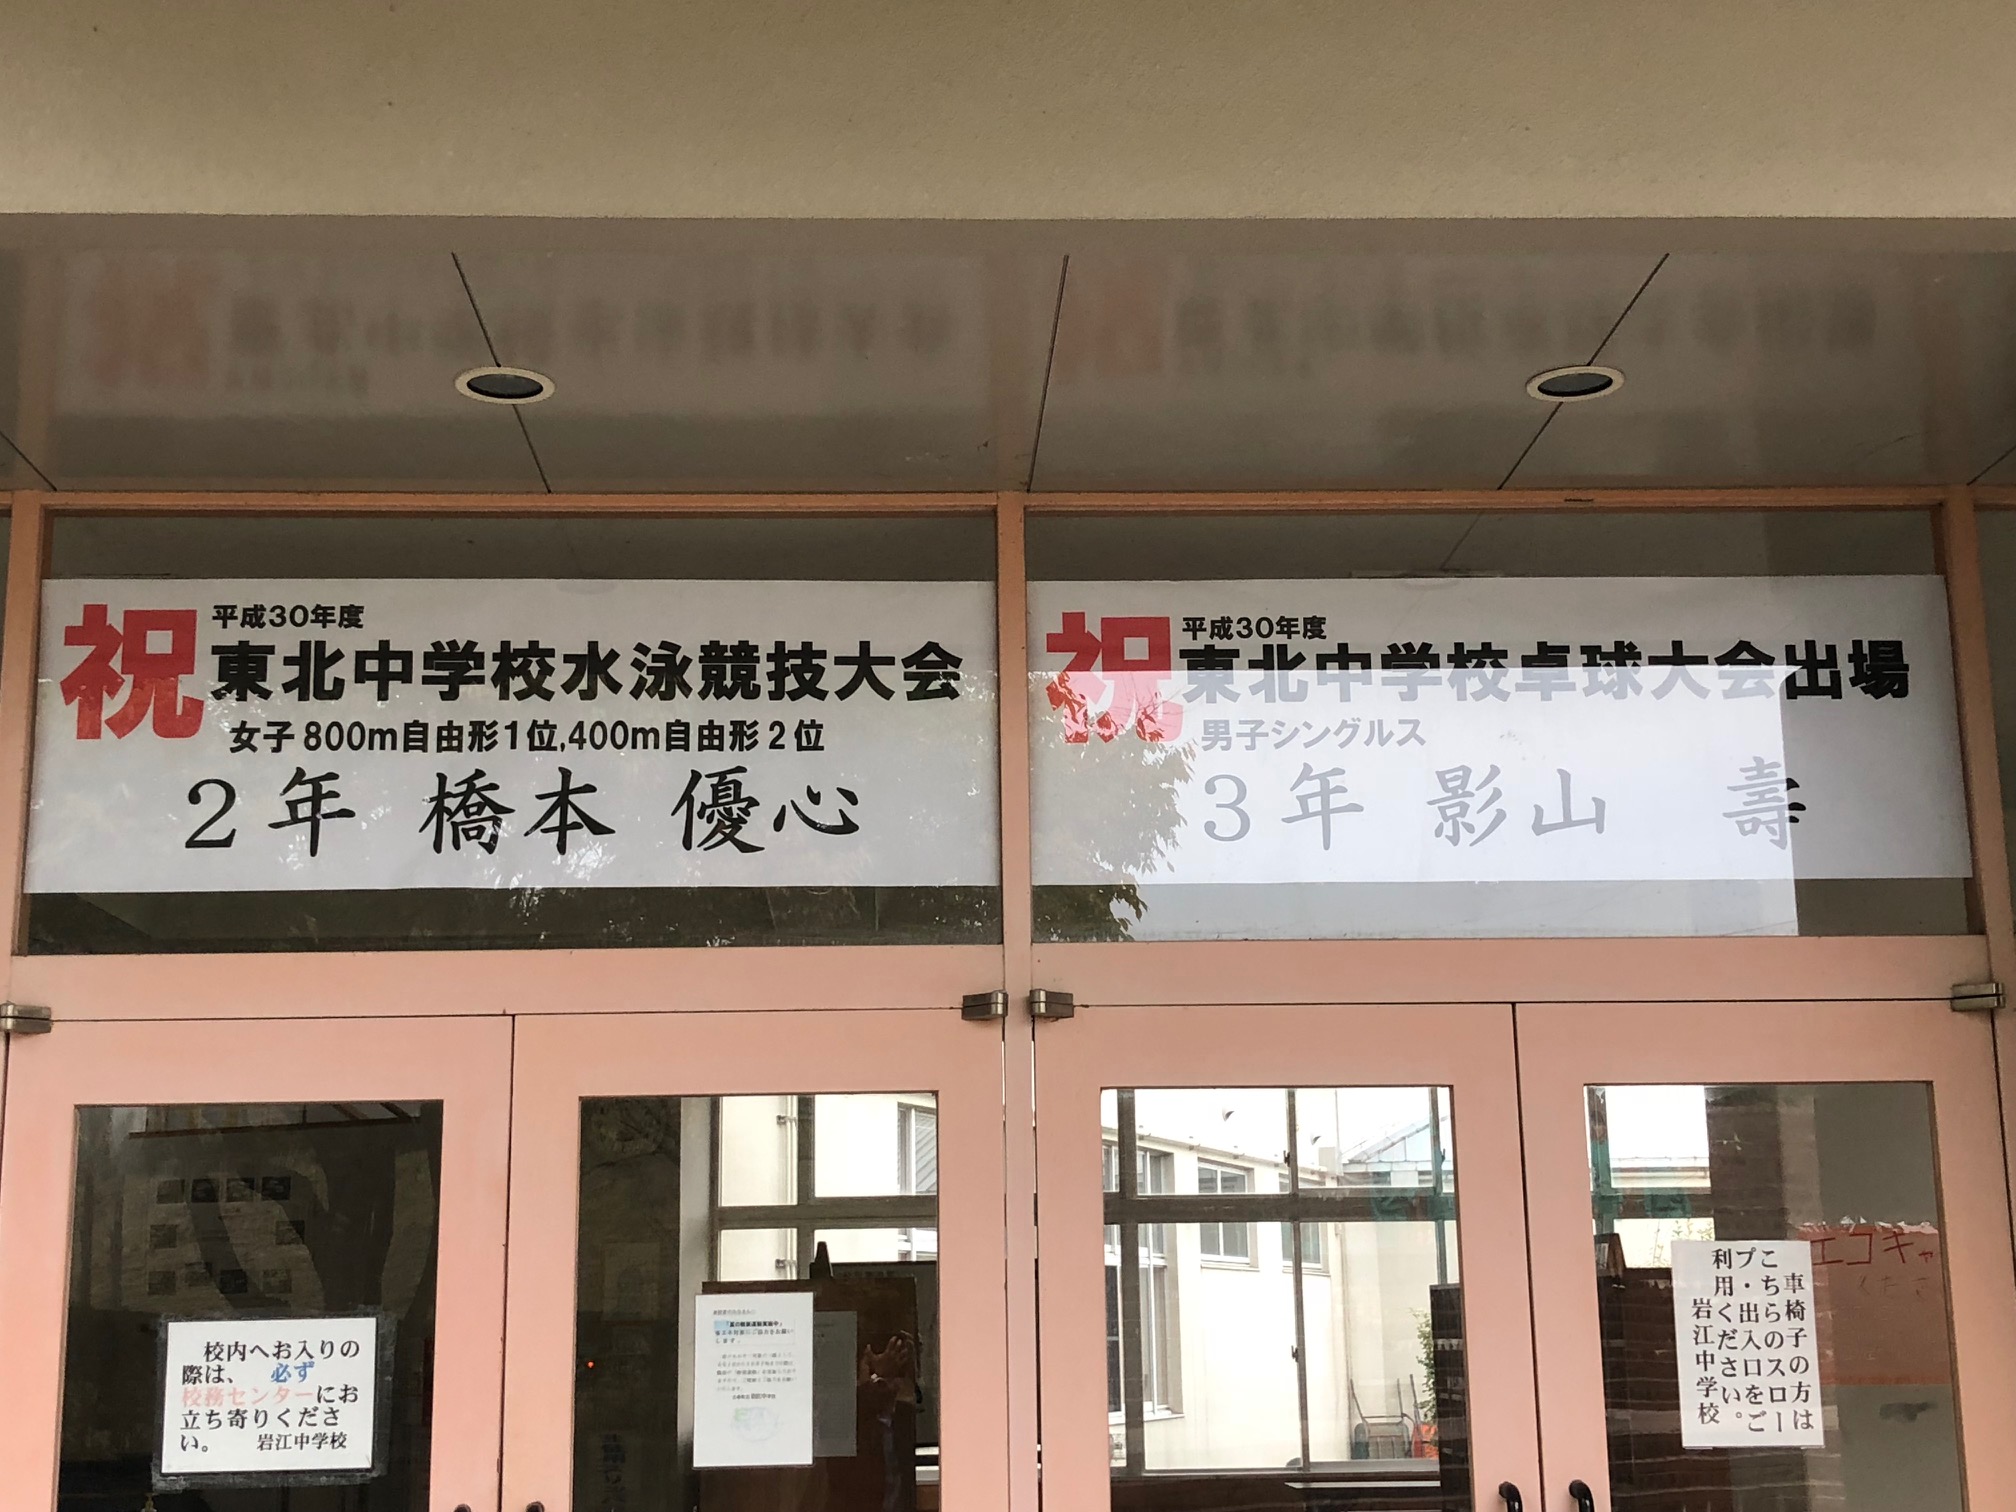 祝
平成30年度
東北中学校水泳競技大会
女子800m自由形1位,400m自由形2位
2年 橋本 優心
祝
平成30年度
東北中学校卓球大会出場
男子シングルス
3年 影山 壽
校内へお入りの
際は、 必ず
校務センターにお
立ち寄りくださ
い。 岩江中学校
車椅子の方は
こちらのスロー
プ・出入口をご
利用ください。
岩江中学校
エコキャ